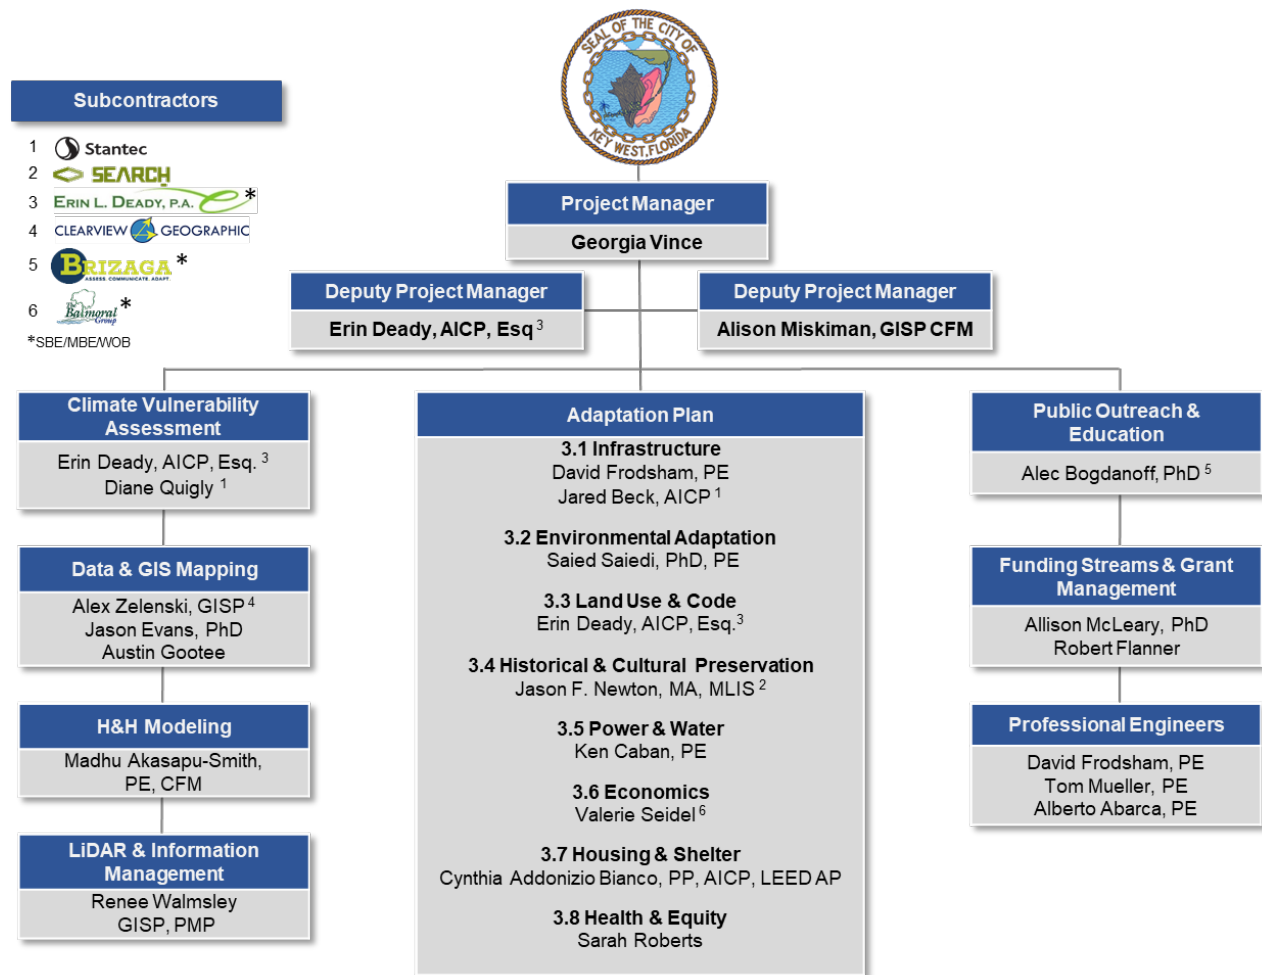 SEAL OF THE CITY OF
KEY WEST, FLORIDA
Subcontractors
1 Stantec
2 SEARCH
3 ERIN L. DEADY, P.A. *
4 CLEARVIEW GEOGRAPHIC
5 BRIZAGA *
ASSESS COMMUNICATE ADAPT
6 Balmoral *
Group
*SBE/MBE/WOB
Project Manager
Georgia Vince
Deputy Project Manager
Erin Deady, AICP, Esq 3
Deputy Project Manager
Alison Miskiman, GISP CFM
Climate Vulnerability
Assessment
Erin Deady, AICP, Esq. 3
Diane Quigly 1
Data & GIS Mapping
Alex Zelenski, GISP 4
Jason Evans, PhD
Austin Gootee
H&H Modeling
Madhu Akasapu-Smith,
PE, CFM
LiDAR & Information
Management
Renee Walmsley
GISP, PMP
Adaptation Plan
3.1 Infrastructure
David Frodsham, PE
Jared Beck, AICP 1
3.2 Environmental Adaptation
Saied Saiedi, PhD, PE
3.3 Land Use & Code
Erin Deady, AICP, Esq.3
3.4 Historical & Cultural Preservation
Jason F. Newton, MA, MLIS 2
3.5 Power & Water
Ken Caban, PE
3.6 Economics
Valerie Seidel 6
3.7 Housing & Shelter
Cynthia Addonizio Bianco, PP, AICP, LEED AP
3.8 Health & Equity
Sarah Roberts
Public Outreach &
Education
Alec Bogdanoff, PhD 5
Funding Streams & Grant
Management
Allison McLeary, PhD
Robert Flanner
Professional Engineers
David Frodsham, PE
Tom Mueller, PE
Alberto Abarca, PE